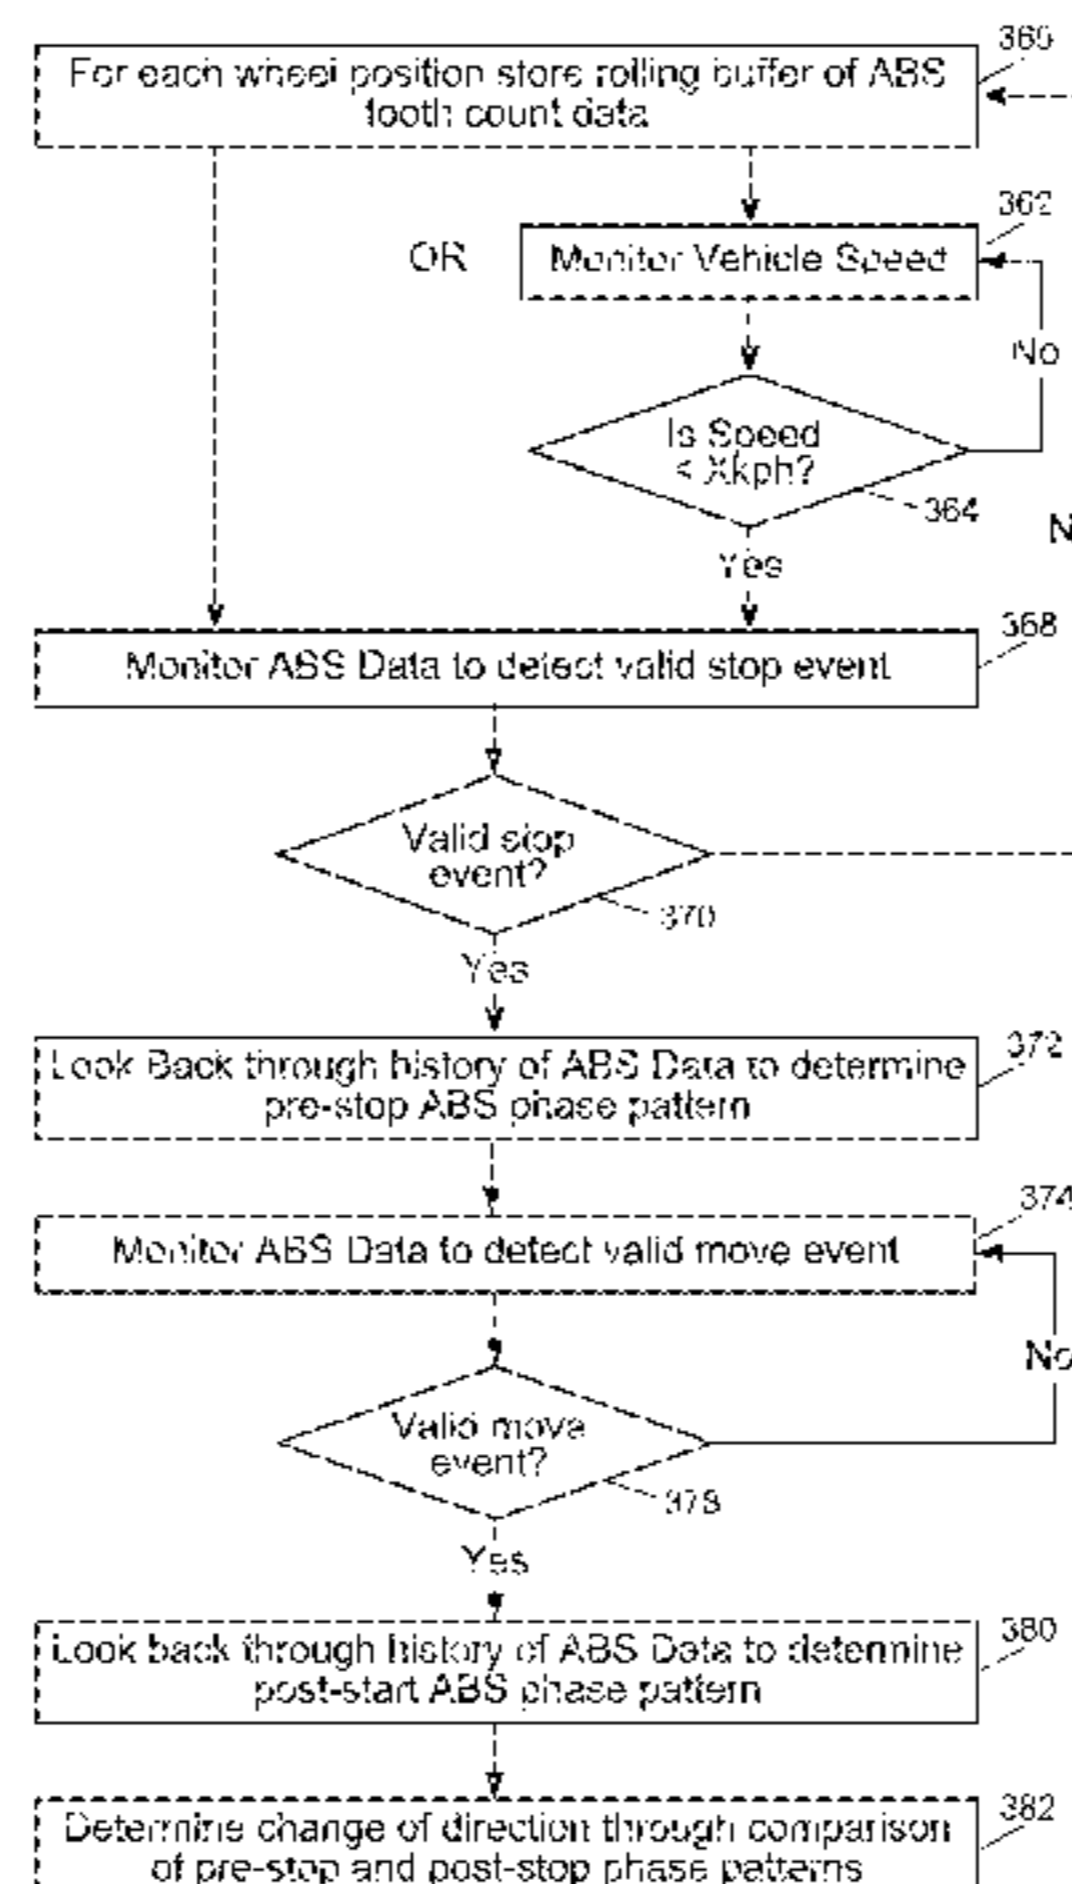 360
For each wheel position store rolling buffer of ABS
tooth count data
362
OR
Monitor Vehicle Speed
No
Is Speed
< Xkph?
364
N
Yes
368
Monitor ABS Data to detect valid stop event
Valid stop
event?
370
Yes
372
Look Back through history of ABS Data to determine
pre-stop ABS phase pattern
374
Monitor ABS Data to detect valid move event
No
Valid move
event?
378
Yes
380
Look back through history of ABS Data to determine
post-start ABS phase pattern
382
Determine change of direction through comparison
of pre-stop and post-stop phase patterns